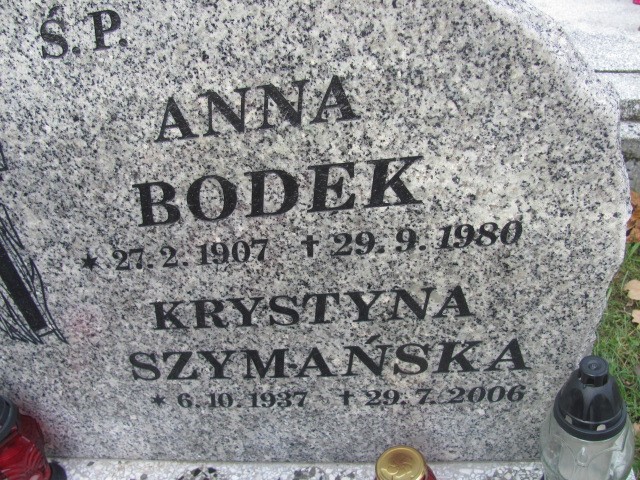 Ś.P.
ANNA
BODEK
* 27.2.1907 † 29.9.1980
KRYSTYNA
SZYMAŃSKA
* 6.10.1937 † 29.7.2006